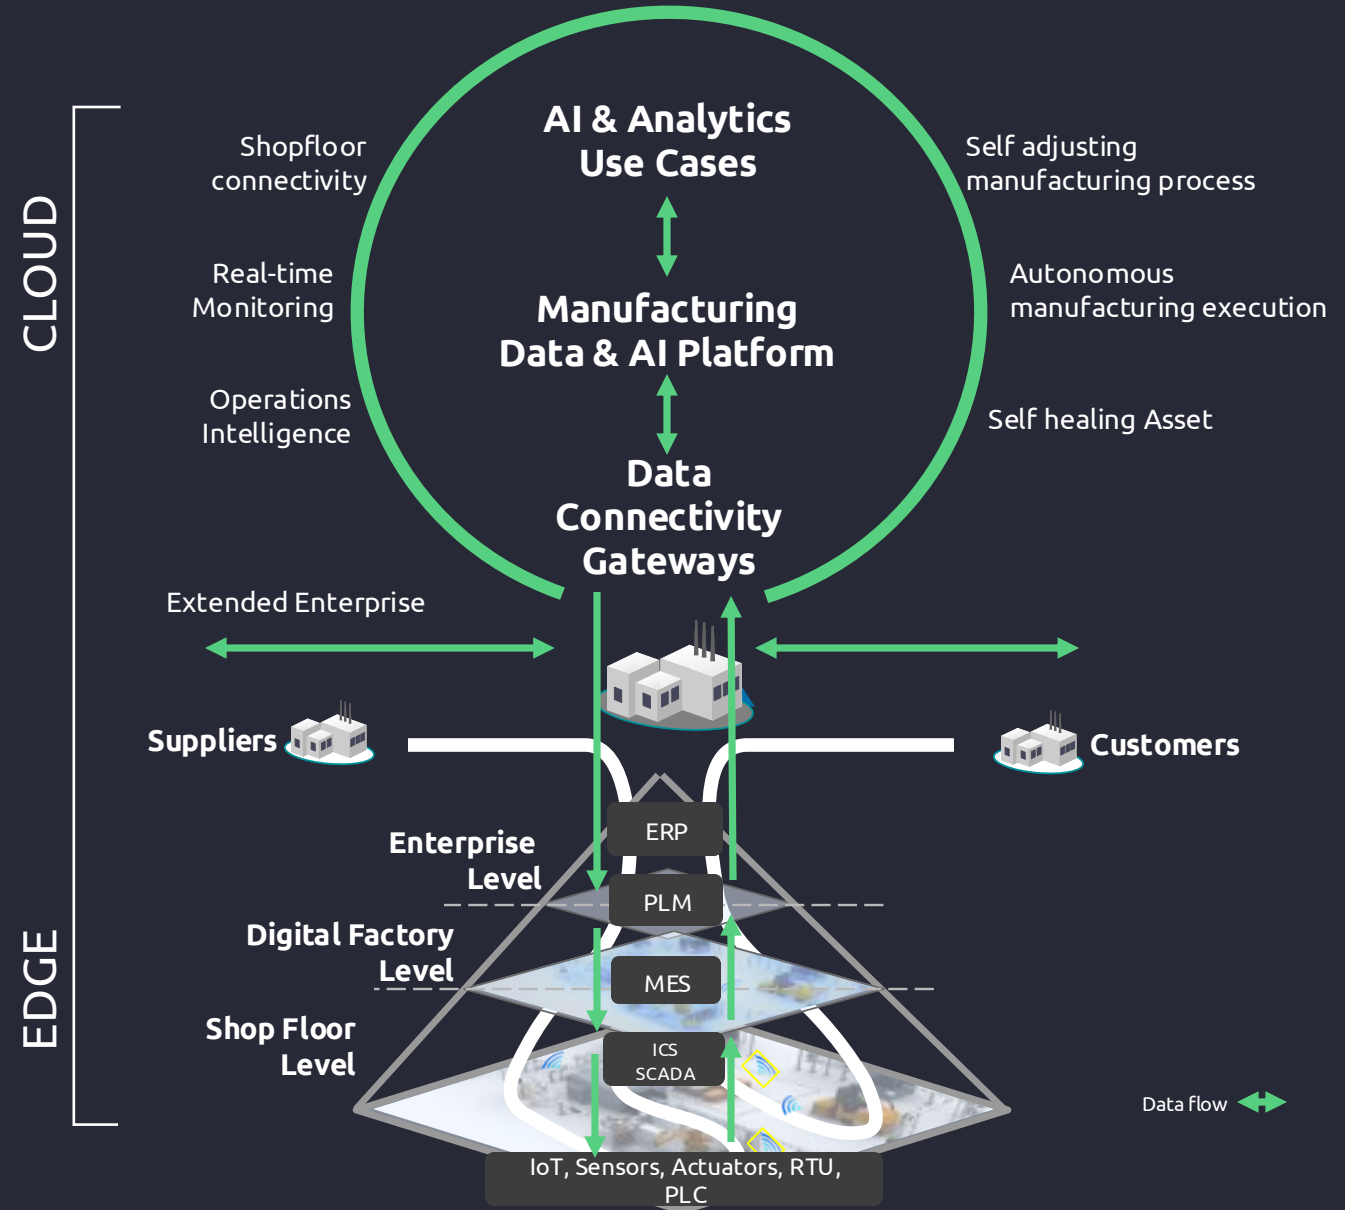 AI & Analytics
Use Cases
Shopfloor
connectivity
Self adjusting
manufacturing process
CLOUD
Real-time
Monitoring
Manufacturing
Data & AI Platform
Autonomous
manufacturing execution
Operations
Intelligence
Self healing Asset
Data
Connectivity
Gateways
Extended Enterprise
Suppliers
Customers
ERP
Enterprise
Level
PLM
Digital Factory
Level
MES
EDGE
Shop Floor
Level
ICS
SCADA
Data flow
IoT, Sensors, Actuators, RTU,
PLC